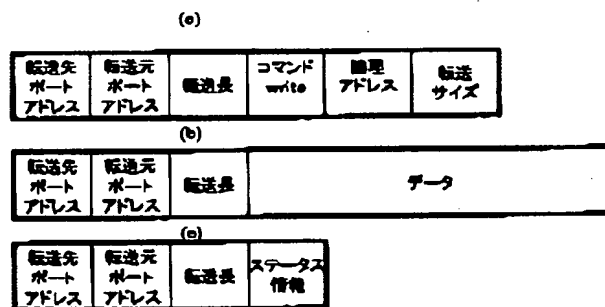 (a)
転送先 ポート アドレス
転送元 ポート アドレス
転送長
コマンド write
論理 アドレス
転送 サイズ
(b)
転送先 ポート アドレス
転送元 ポート アドレス
転送長
データ
(c)
転送先 ポート アドレス
転送元 ポート アドレス
転送長
ステータス 情報